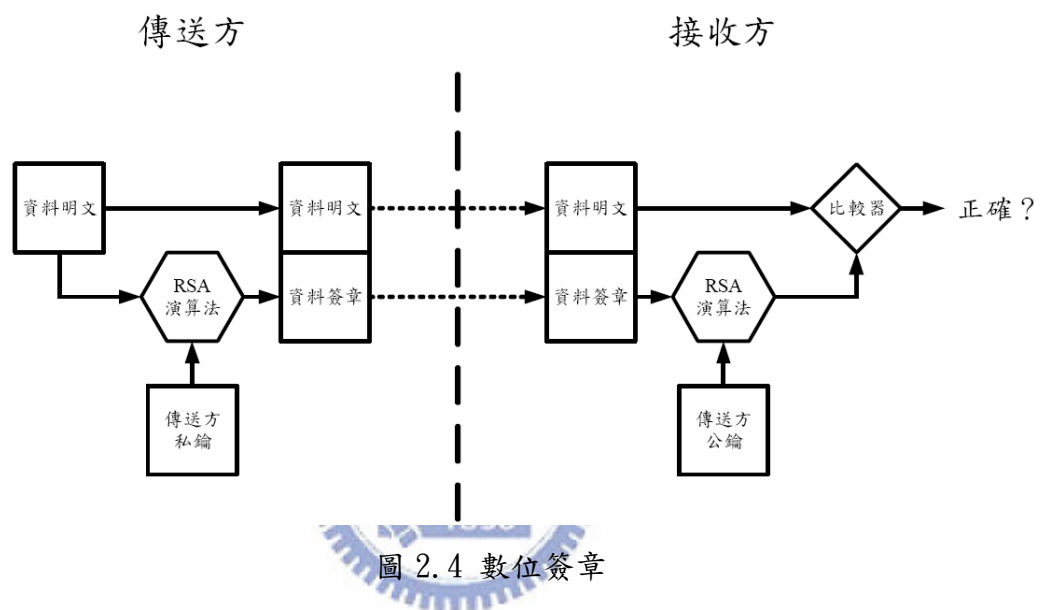 傳送方
接收方
資料明文
資料明文
資料明文
比較器
正確？
RSA
演算法
資料簽章
資料簽章
RSA
演算法
傳送方
私鑰
傳送方
公鑰
圖 2.4 數位簽章